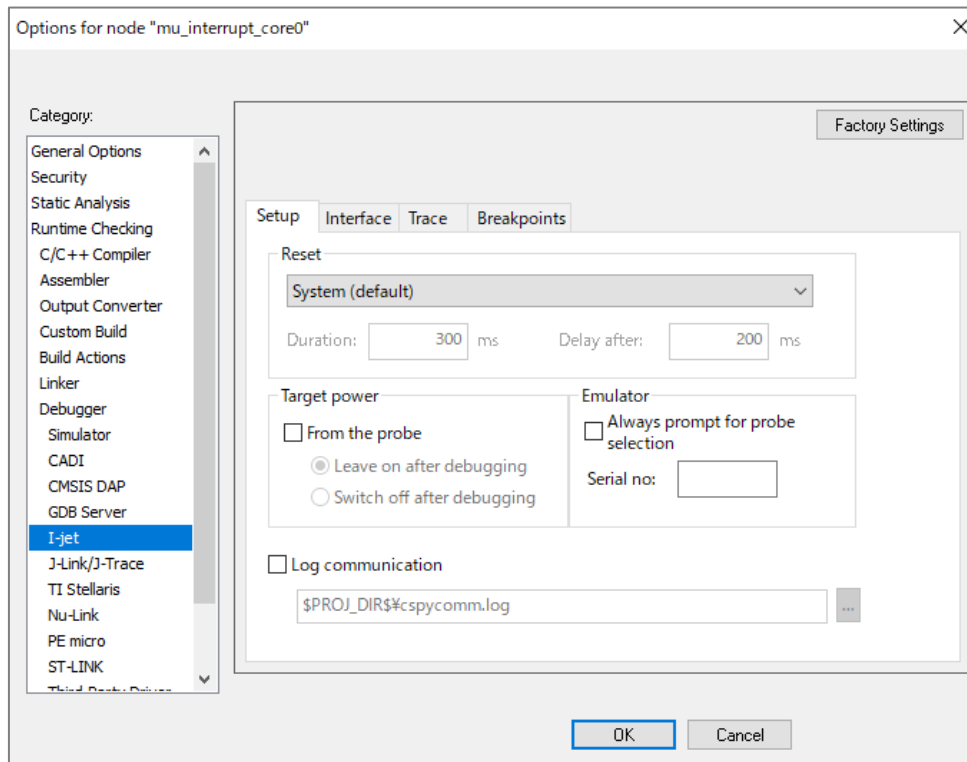 Options for node "mu_interrupt_core0"
Category:
Factory Settings
General Options
Security
Static Analysis
Runtime Checking
C/C++ Compiler
Assembler
Output Converter
Custom Build
Build Actions
Linker
Debugger
Simulator
CADI
CMSIS DAP
GDB Server
I-jet
J-Link/J-Trace
TI Stellaris
Nu-Link
PE micro
ST-LINK
Third-Party Driver
Setup Interface Trace Breakpoints
Reset
System (default)
Duration: 300 ms Delay after: 200 ms
Target power
From the probe
Leave on after debugging
Switch off after debugging
Emulator
Always prompt for probe
selection
Serial no:
Log communication
$PROJ_DIR$¥cspycomm.log
...
OK Cancel